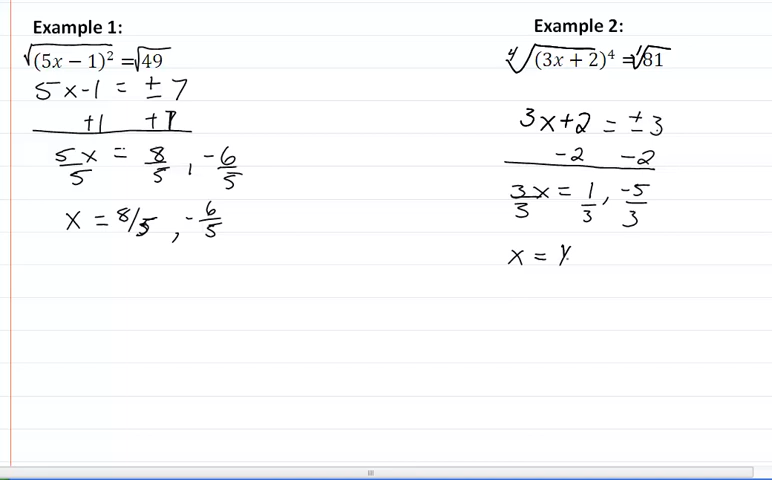 Example 1:
√(5x − 1)² = √49
5x-1 = ± 7
+1 +1
5x/5 = 8/5 , -6/5
x = 8/5 , -6/5
Example 2:
⁴√(3x + 2)⁴ = ⁴√81
3x+2 = ± 3
-2 -2
3x/3 = 1/3 , -5/3
x =